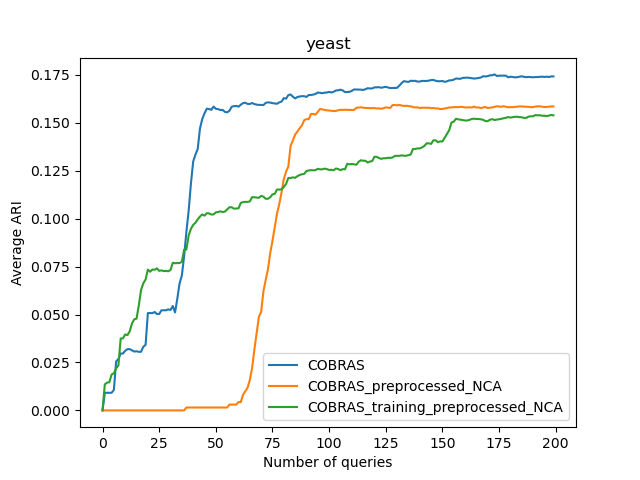 yeast
0.175
0.150
0.125
0.100
0.075
0.050
0.025
0.000
Average ARI
0 25 50 75 100 125 150 175 200
Number of queries
COBRAS
COBRAS_preprocessed_NCA
COBRAS_training_preprocessed_NCA